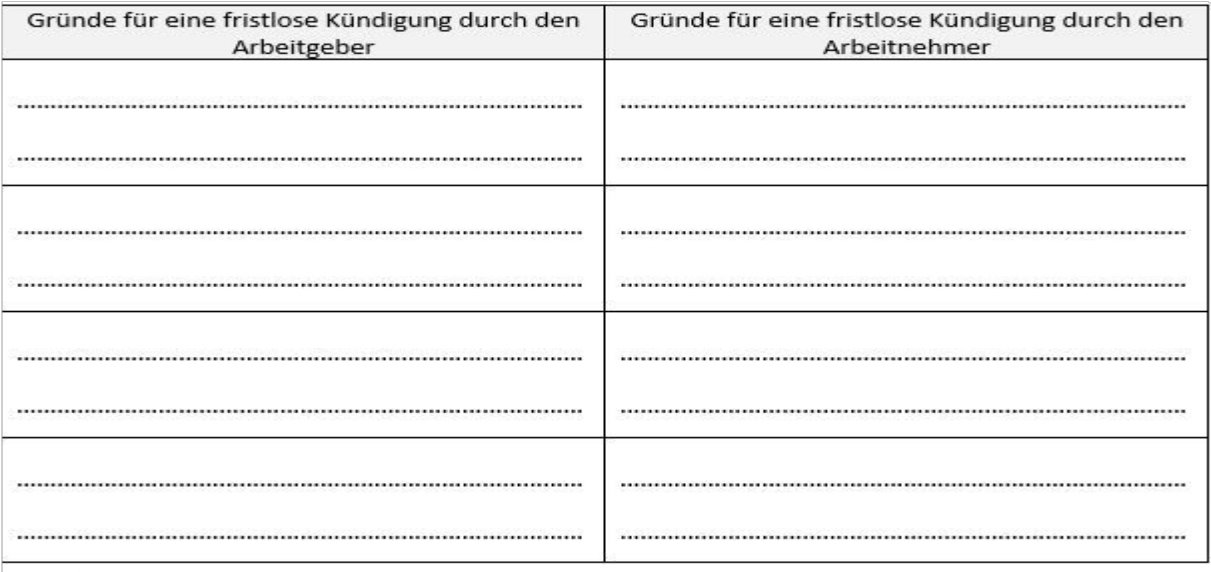 Gründe für eine fristlose Kündigung durch den
Arbeitgeber
Gründe für eine fristlose Kündigung durch den
Arbeitnehmer